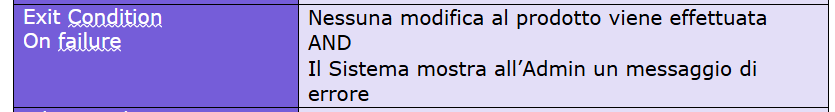 Exit Condition
On failure
Nessuna modifica al prodotto viene effettuata
AND
Il Sistema mostra all’Admin un messaggio di
errore